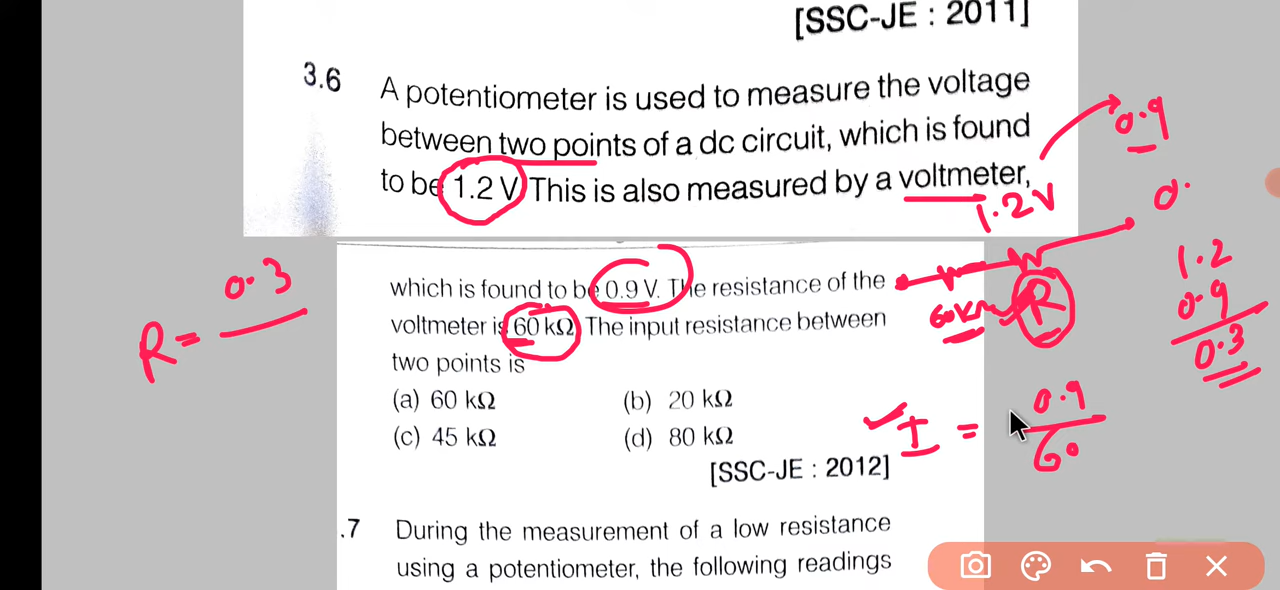 [SSC-JE : 2011]
3.6 A potentiometer is used to measure the voltage
between two points of a dc circuit, which is found
to be 1.2 V. This is also measured by a voltmeter,
which is found to be 0.9 V. The resistance of the
voltmeter is 60 kΩ. The input resistance between
two points is
(a) 60 kΩ (b) 20 kΩ
(c) 45 kΩ (d) 80 kΩ
[SSC-JE : 2012]
.7 During the measurement of a low resistance
using a potentiometer, the following readings
0.9
0.
1.2V
1.2
0.9
0.3
R
R = 0.3
I = 0.9
60